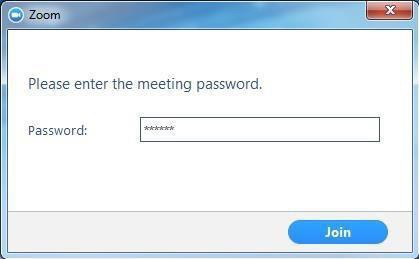 Zoom
Please enter the meeting password.
Password: ******
Join